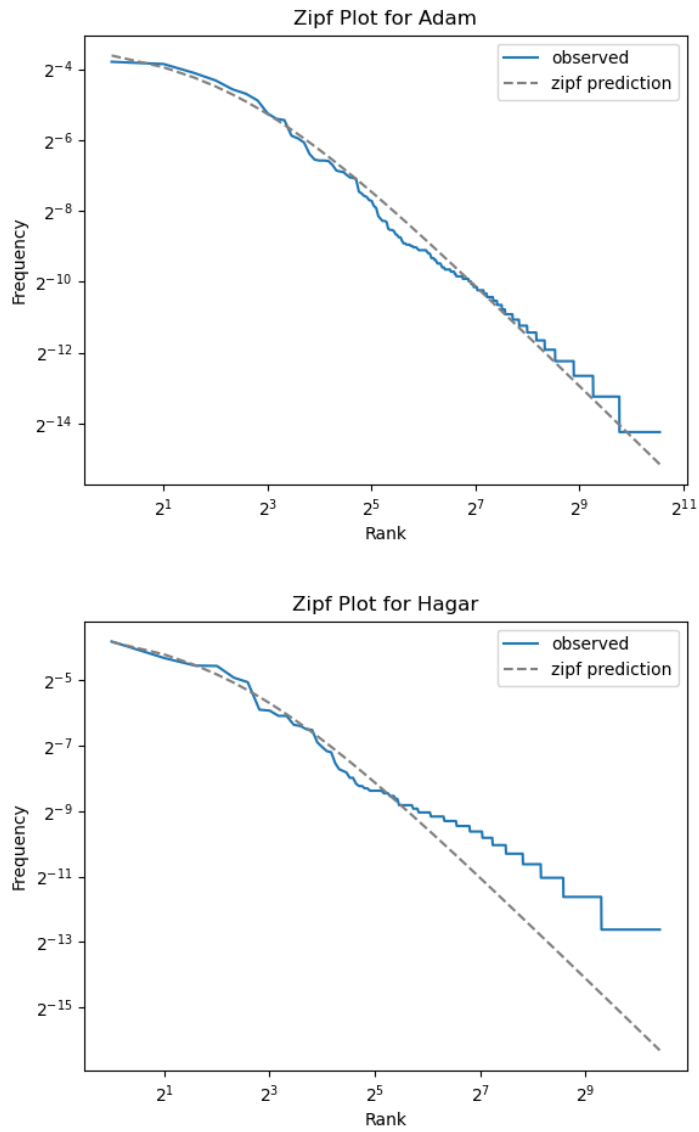 Zipf Plot for Adam
observed
zipf prediction
2^-4
2^-6
2^-8
2^-10
2^-12
2^-14
Frequency
2^1
2^3
2^5
2^7
2^9
2^11
Rank
Zipf Plot for Hagar
observed
zipf prediction
2^-5
2^-7
2^-9
2^-11
2^-13
2^-15
Frequency
2^1
2^3
2^5
2^7
2^9
Rank